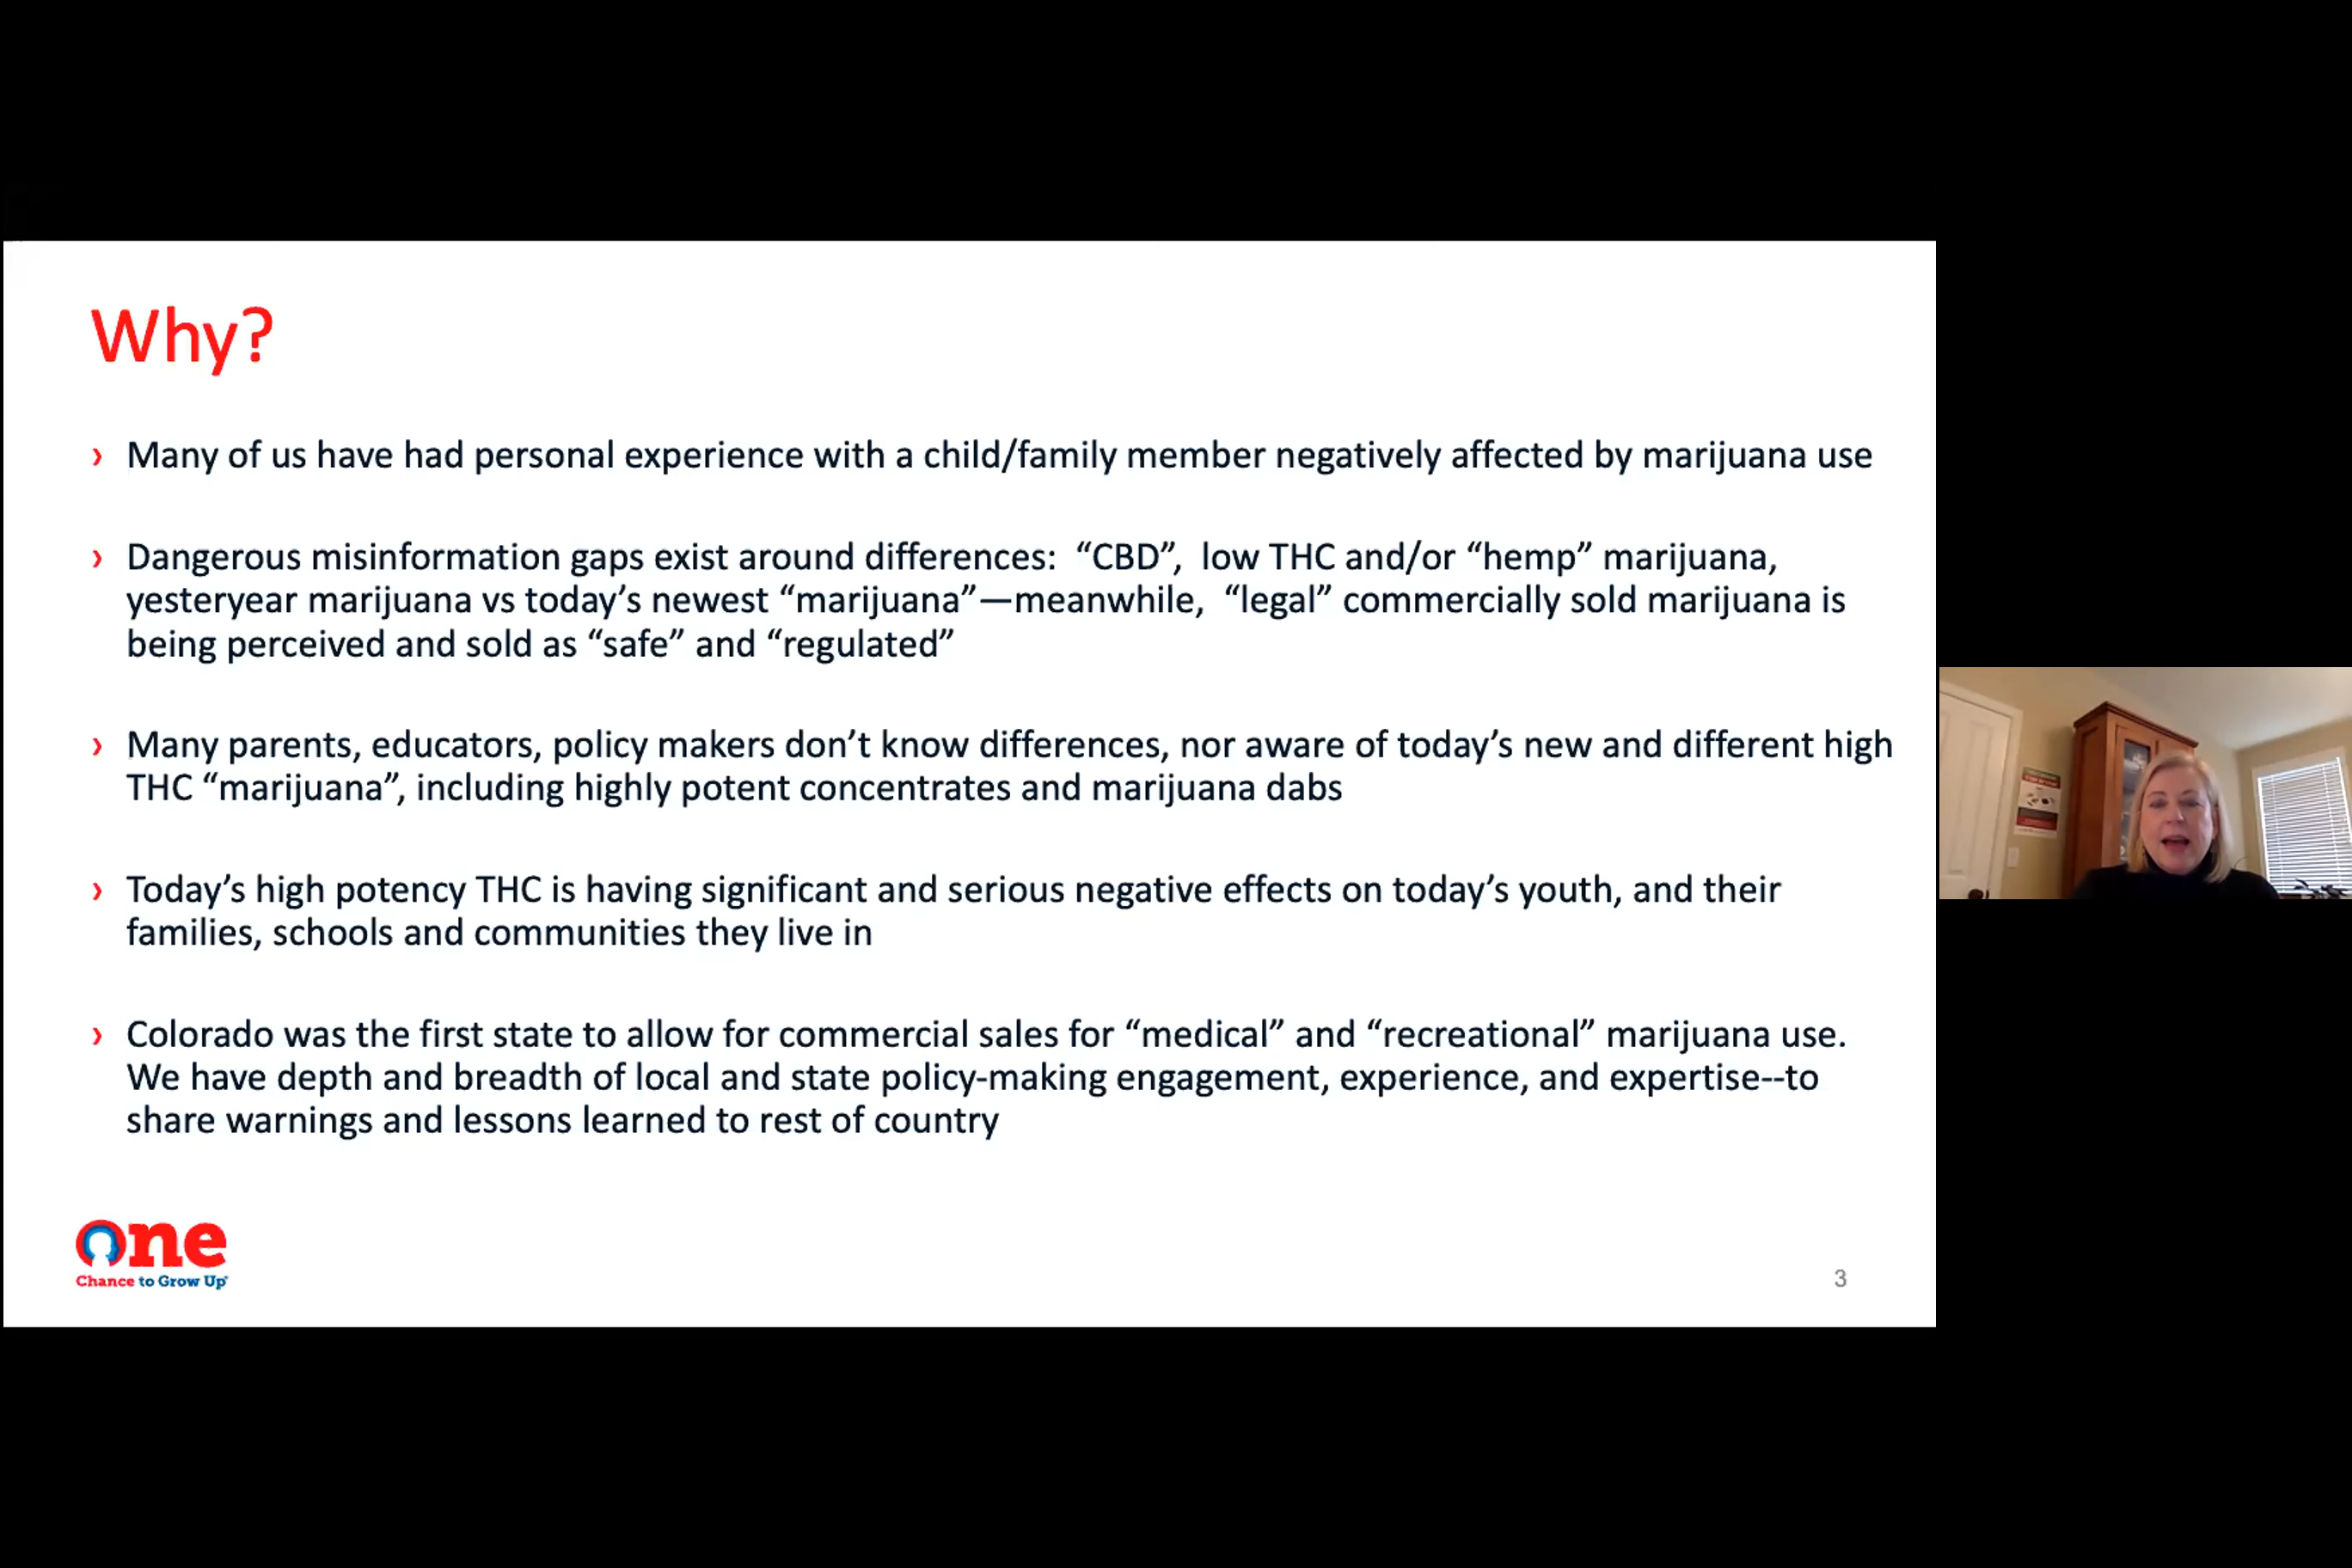 Why?
› Many of us have had personal experience with a child/family member negatively affected by marijuana use
› Dangerous misinformation gaps exist around differences:  “CBD”,  low THC and/or “hemp” marijuana,
yesteryear marijuana vs today’s newest “marijuana”—meanwhile,  “legal” commercially sold marijuana is
being perceived and sold as “safe” and “regulated”
› Many parents, educators, policy makers don’t know differences, nor aware of today’s new and different high
THC “marijuana”, including highly potent concentrates and marijuana dabs
› Today’s high potency THC is having significant and serious negative effects on today’s youth, and their
families, schools and communities they live in
› Colorado was the first state to allow for commercial sales for “medical” and “recreational” marijuana use.
We have depth and breadth of local and state policy-making engagement, experience, and expertise--to
share warnings and lessons learned to rest of country
One
Chance to Grow Up®
3